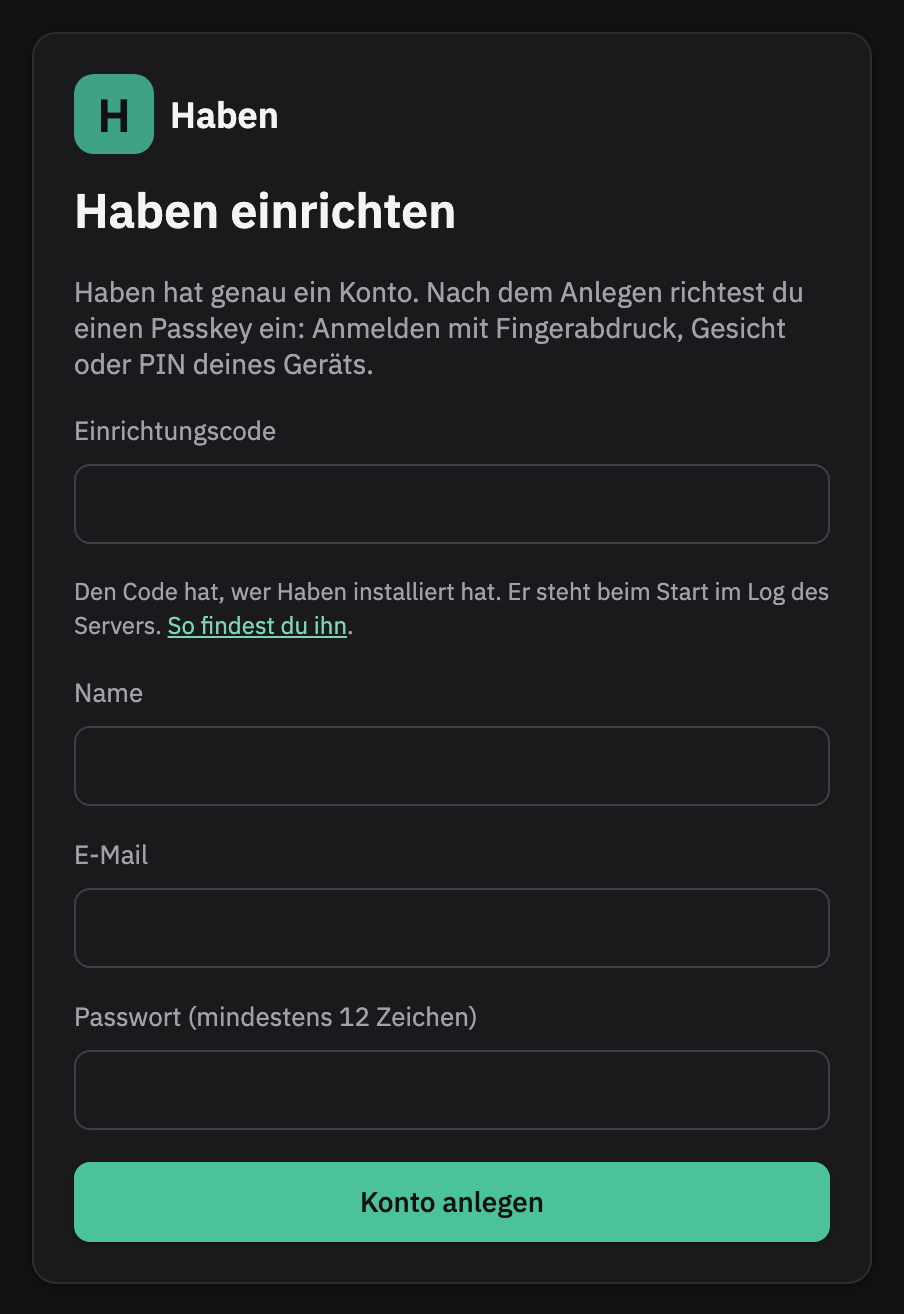 H
Haben
Haben einrichten
Haben hat genau ein Konto. Nach dem Anlegen richtest du
einen Passkey ein: Anmelden mit Fingerabdruck, Gesicht
oder PIN deines Geräts.
Einrichtungscode
Den Code hat, wer Haben installiert hat. Er steht beim Start im Log des
Servers. So findest du ihn.
Name
E-Mail
Passwort (mindestens 12 Zeichen)
Konto anlegen